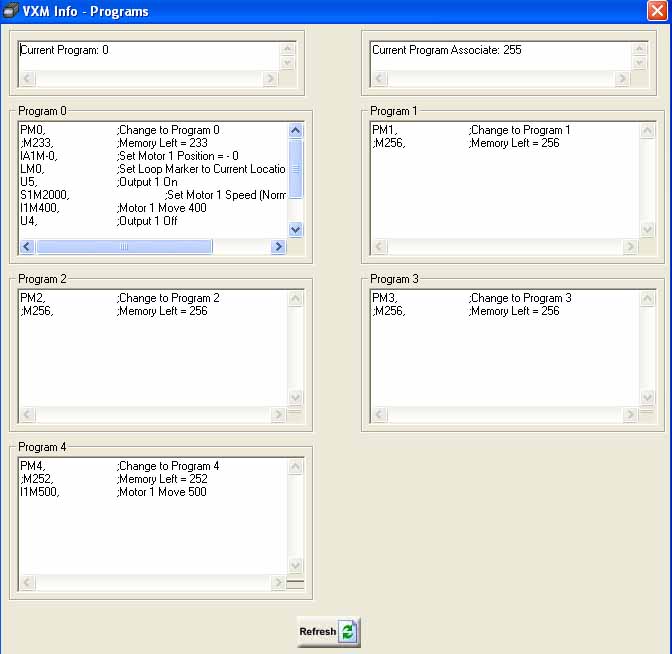 VXM Info - Programs
Current Program: 0
Current Program Associate: 255
Program 0
PM0, ;Change to Program 0
;M233, ;Memory Left = 233
IA1M-0, ;Set Motor 1 Position = - 0
LM0, ;Set Loop Marker to Current Locatio
U5, ;Output 1 On
S1M2000, ;Set Motor 1 Speed (Norm
I1M400, ;Motor 1 Move 400
U4, ;Output 1 Off
Program 1
PM1, ;Change to Program 1
;M256, ;Memory Left = 256
Program 2
PM2, ;Change to Program 2
;M256, ;Memory Left = 256
Program 3
PM3, ;Change to Program 3
;M256, ;Memory Left = 256
Program 4
PM4, ;Change to Program 4
;M252, ;Memory Left = 252
I1M500, ;Motor 1 Move 500
Refresh